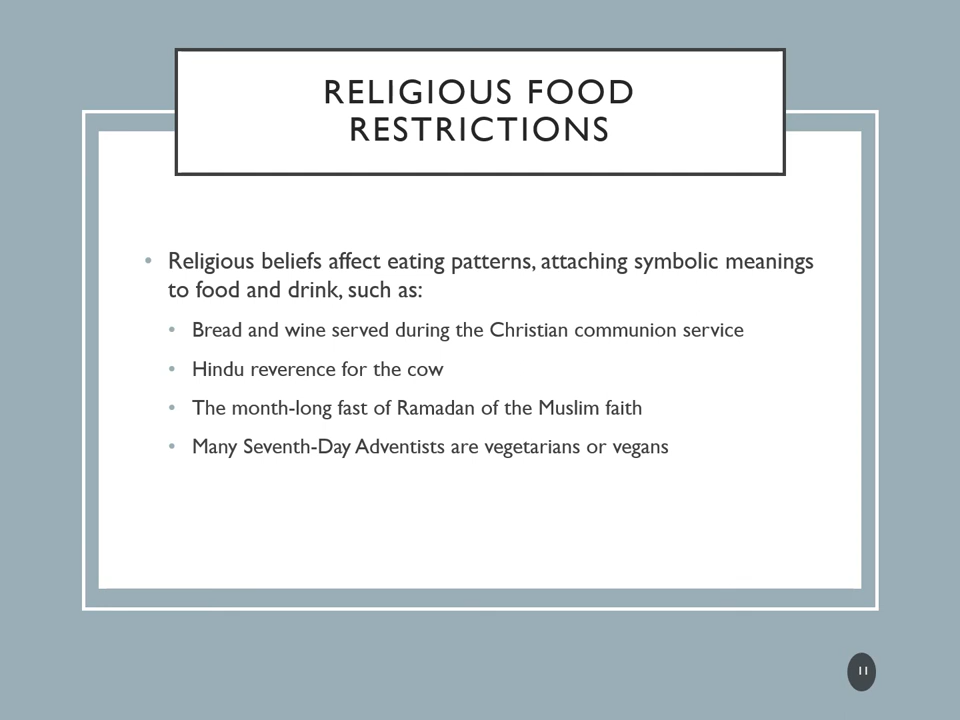 RELIGIOUS FOOD
RESTRICTIONS
• Religious beliefs affect eating patterns, attaching symbolic meanings
to food and drink, such as:
• Bread and wine served during the Christian communion service
• Hindu reverence for the cow
• The month-long fast of Ramadan of the Muslim faith
• Many Seventh-Day Adventists are vegetarians or vegans
11